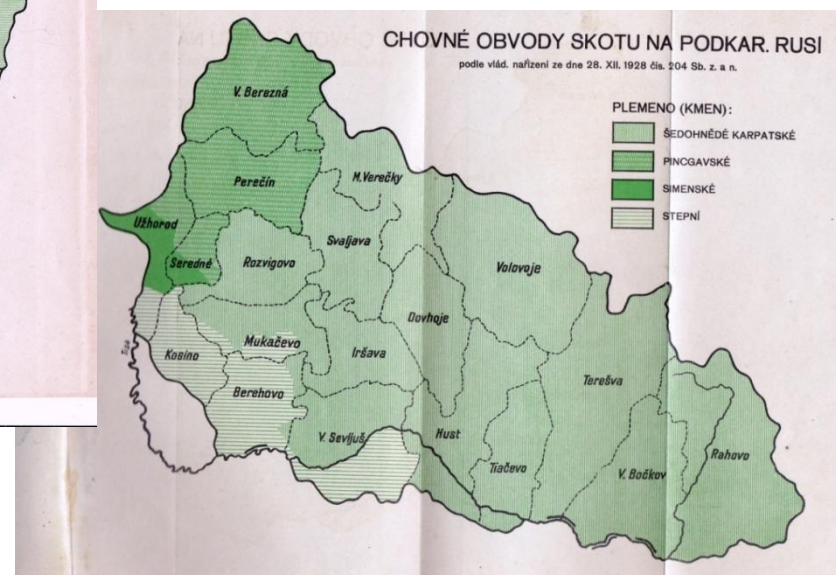 CHOVNÉ OBVODY SKOTU NA PODKAR. RUSI
podle vlád. nařízení ze dne 28. XII. 1928 čís. 204 Sb. z. a n.
PLEMENO (KMEN):
ŠEDOHNĚDÉ KARPATSKÉ
PINCGAVSKÉ
SIMENSKÉ
STEPNÍ
V. Berezná
Perečín
N. Verečky
Užhorod
Seredné
Rozvigovo
Svaljava
Volovoje
Dovhoje
Mukačevo
Kosino
Iršava
Berehovo
Terešva
V. Sevljuš
Hust
Tiačevo
V. Bočkov
Rahovo